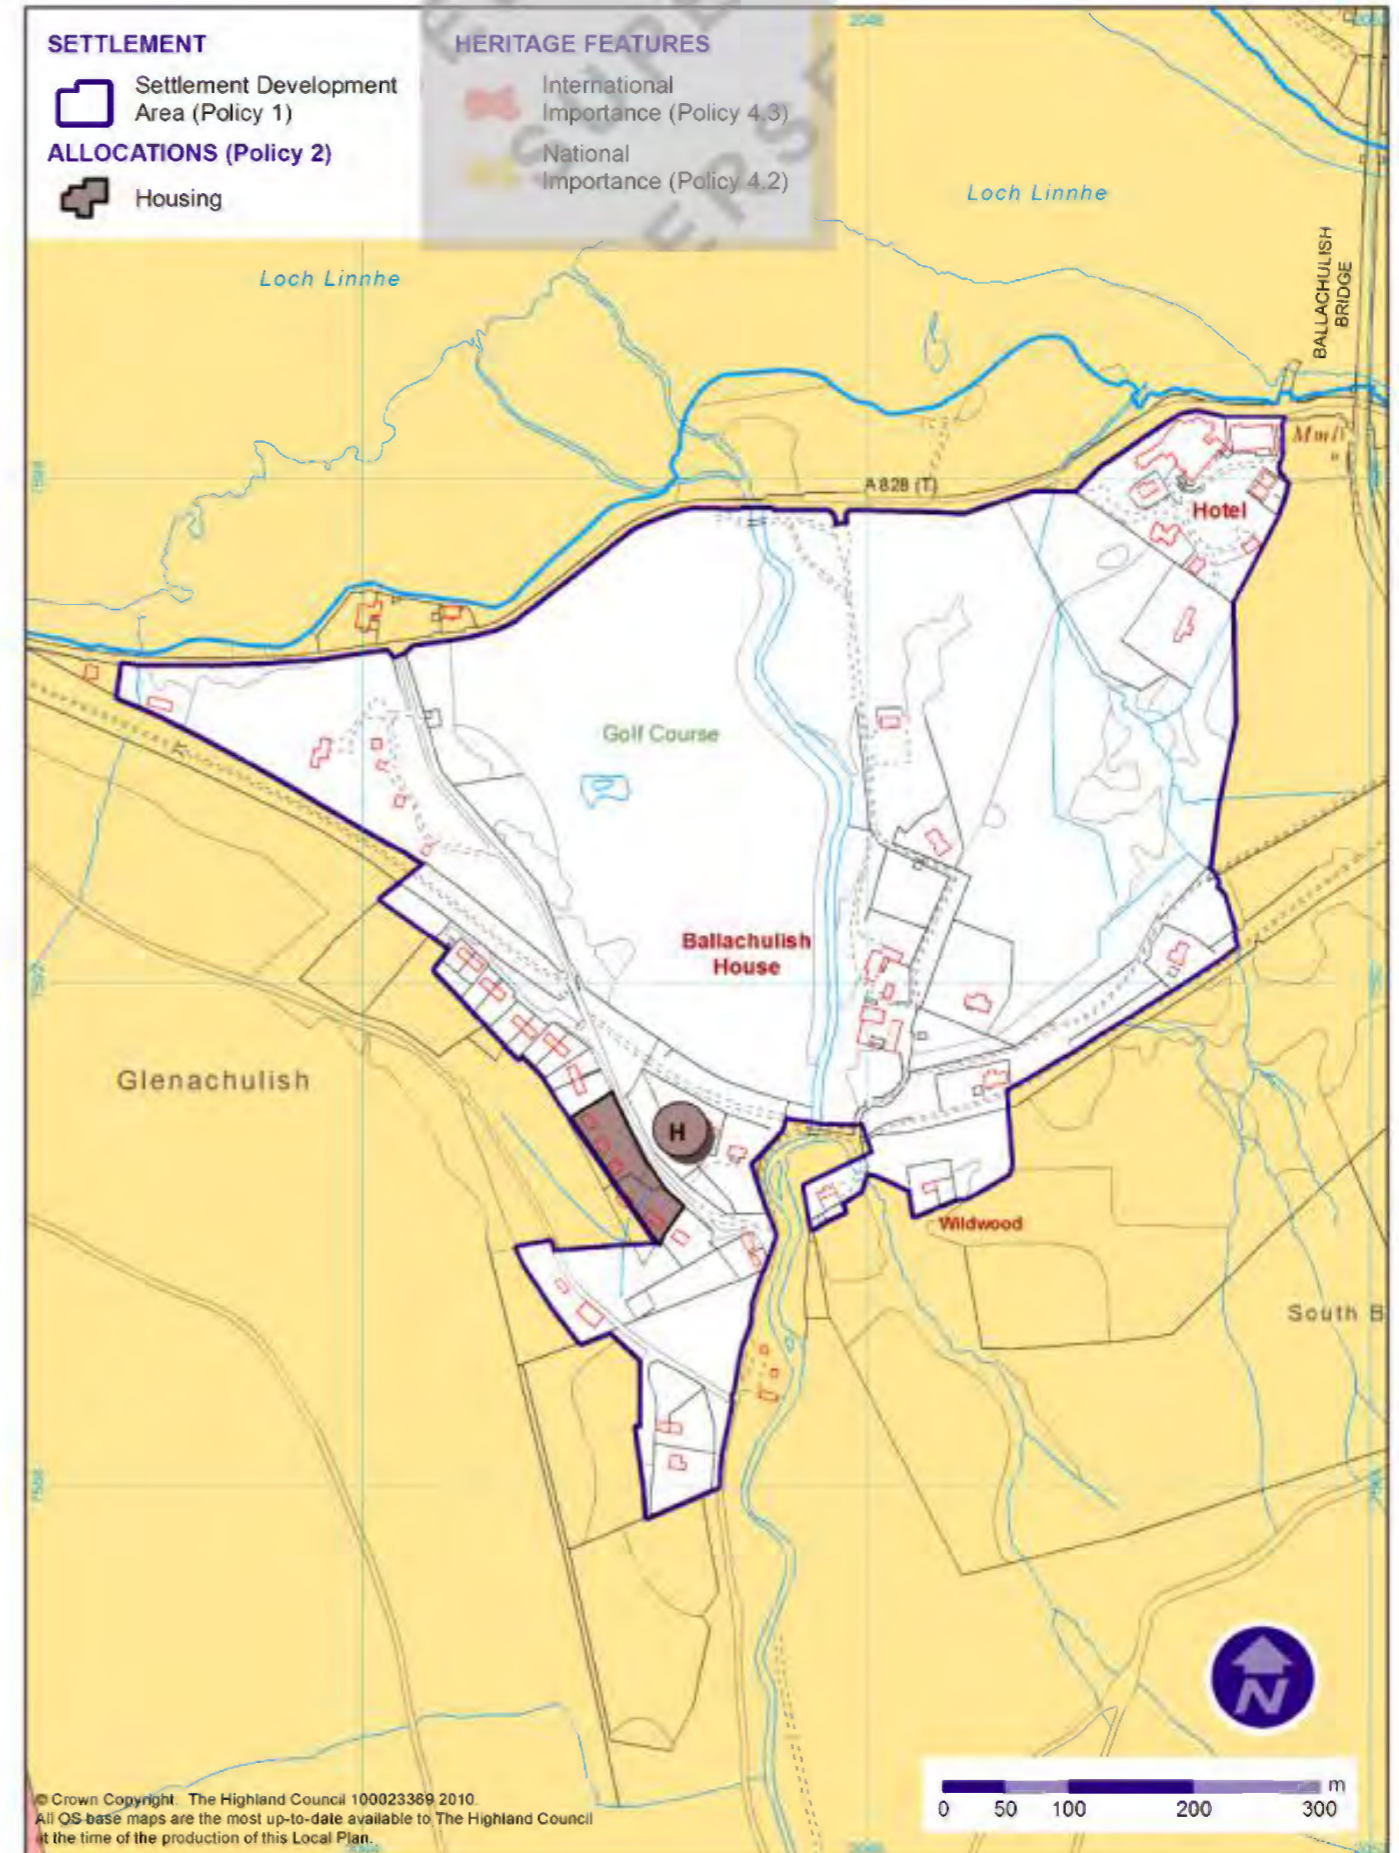 SETTLEMENT
Settlement Development
Area (Policy 1)
ALLOCATIONS (Policy 2)
Housing
HERITAGE FEATURES
International
Importance (Policy 4.3)
National
Importance (Policy 4.2)
Loch Linnhe
Loch Linnhe
BALLACHULISH
BRIDGE
A 828 (T)
Hotel
Golf Course
Ballachulish
House
Glenachulish
H
Wildwood
South B
N
m
0 50 100 200 300
© Crown Copyright. The Highland Council 100023369 2010.
All OS base maps are the most up-to-date available to The Highland Council
at the time of the production of this Local Plan.